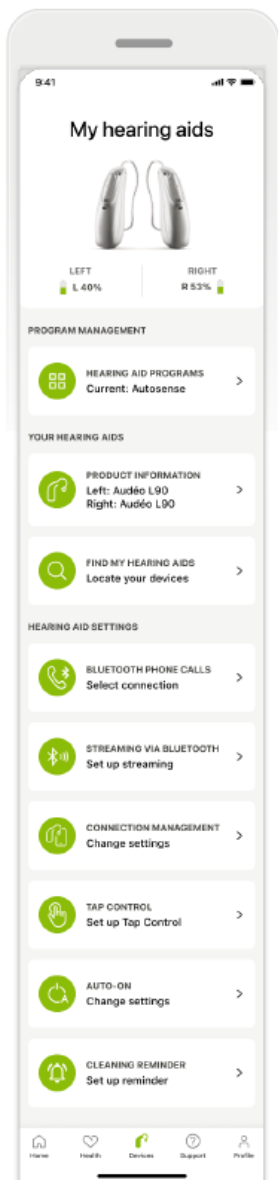 9:41
My hearing aids
LEFT
RIGHT
L 40%
R 53%
PROGRAM MANAGEMENT
HEARING AID PROGRAMS
Current: Autosense
YOUR HEARING AIDS
PRODUCT INFORMATION
Left: Audéo L90
Right: Audéo L90
FIND MY HEARING AIDS
Locate your devices
HEARING AID SETTINGS
BLUETOOTH PHONE CALLS
Select connection
STREAMING VIA BLUETOOTH
Set up streaming
CONNECTION MANAGEMENT
Change settings
TAP CONTROL
Set up Tap Control
AUTO-ON
Change settings
CLEANING REMINDER
Set up reminder
Home
Health
Devices
Support
Profile